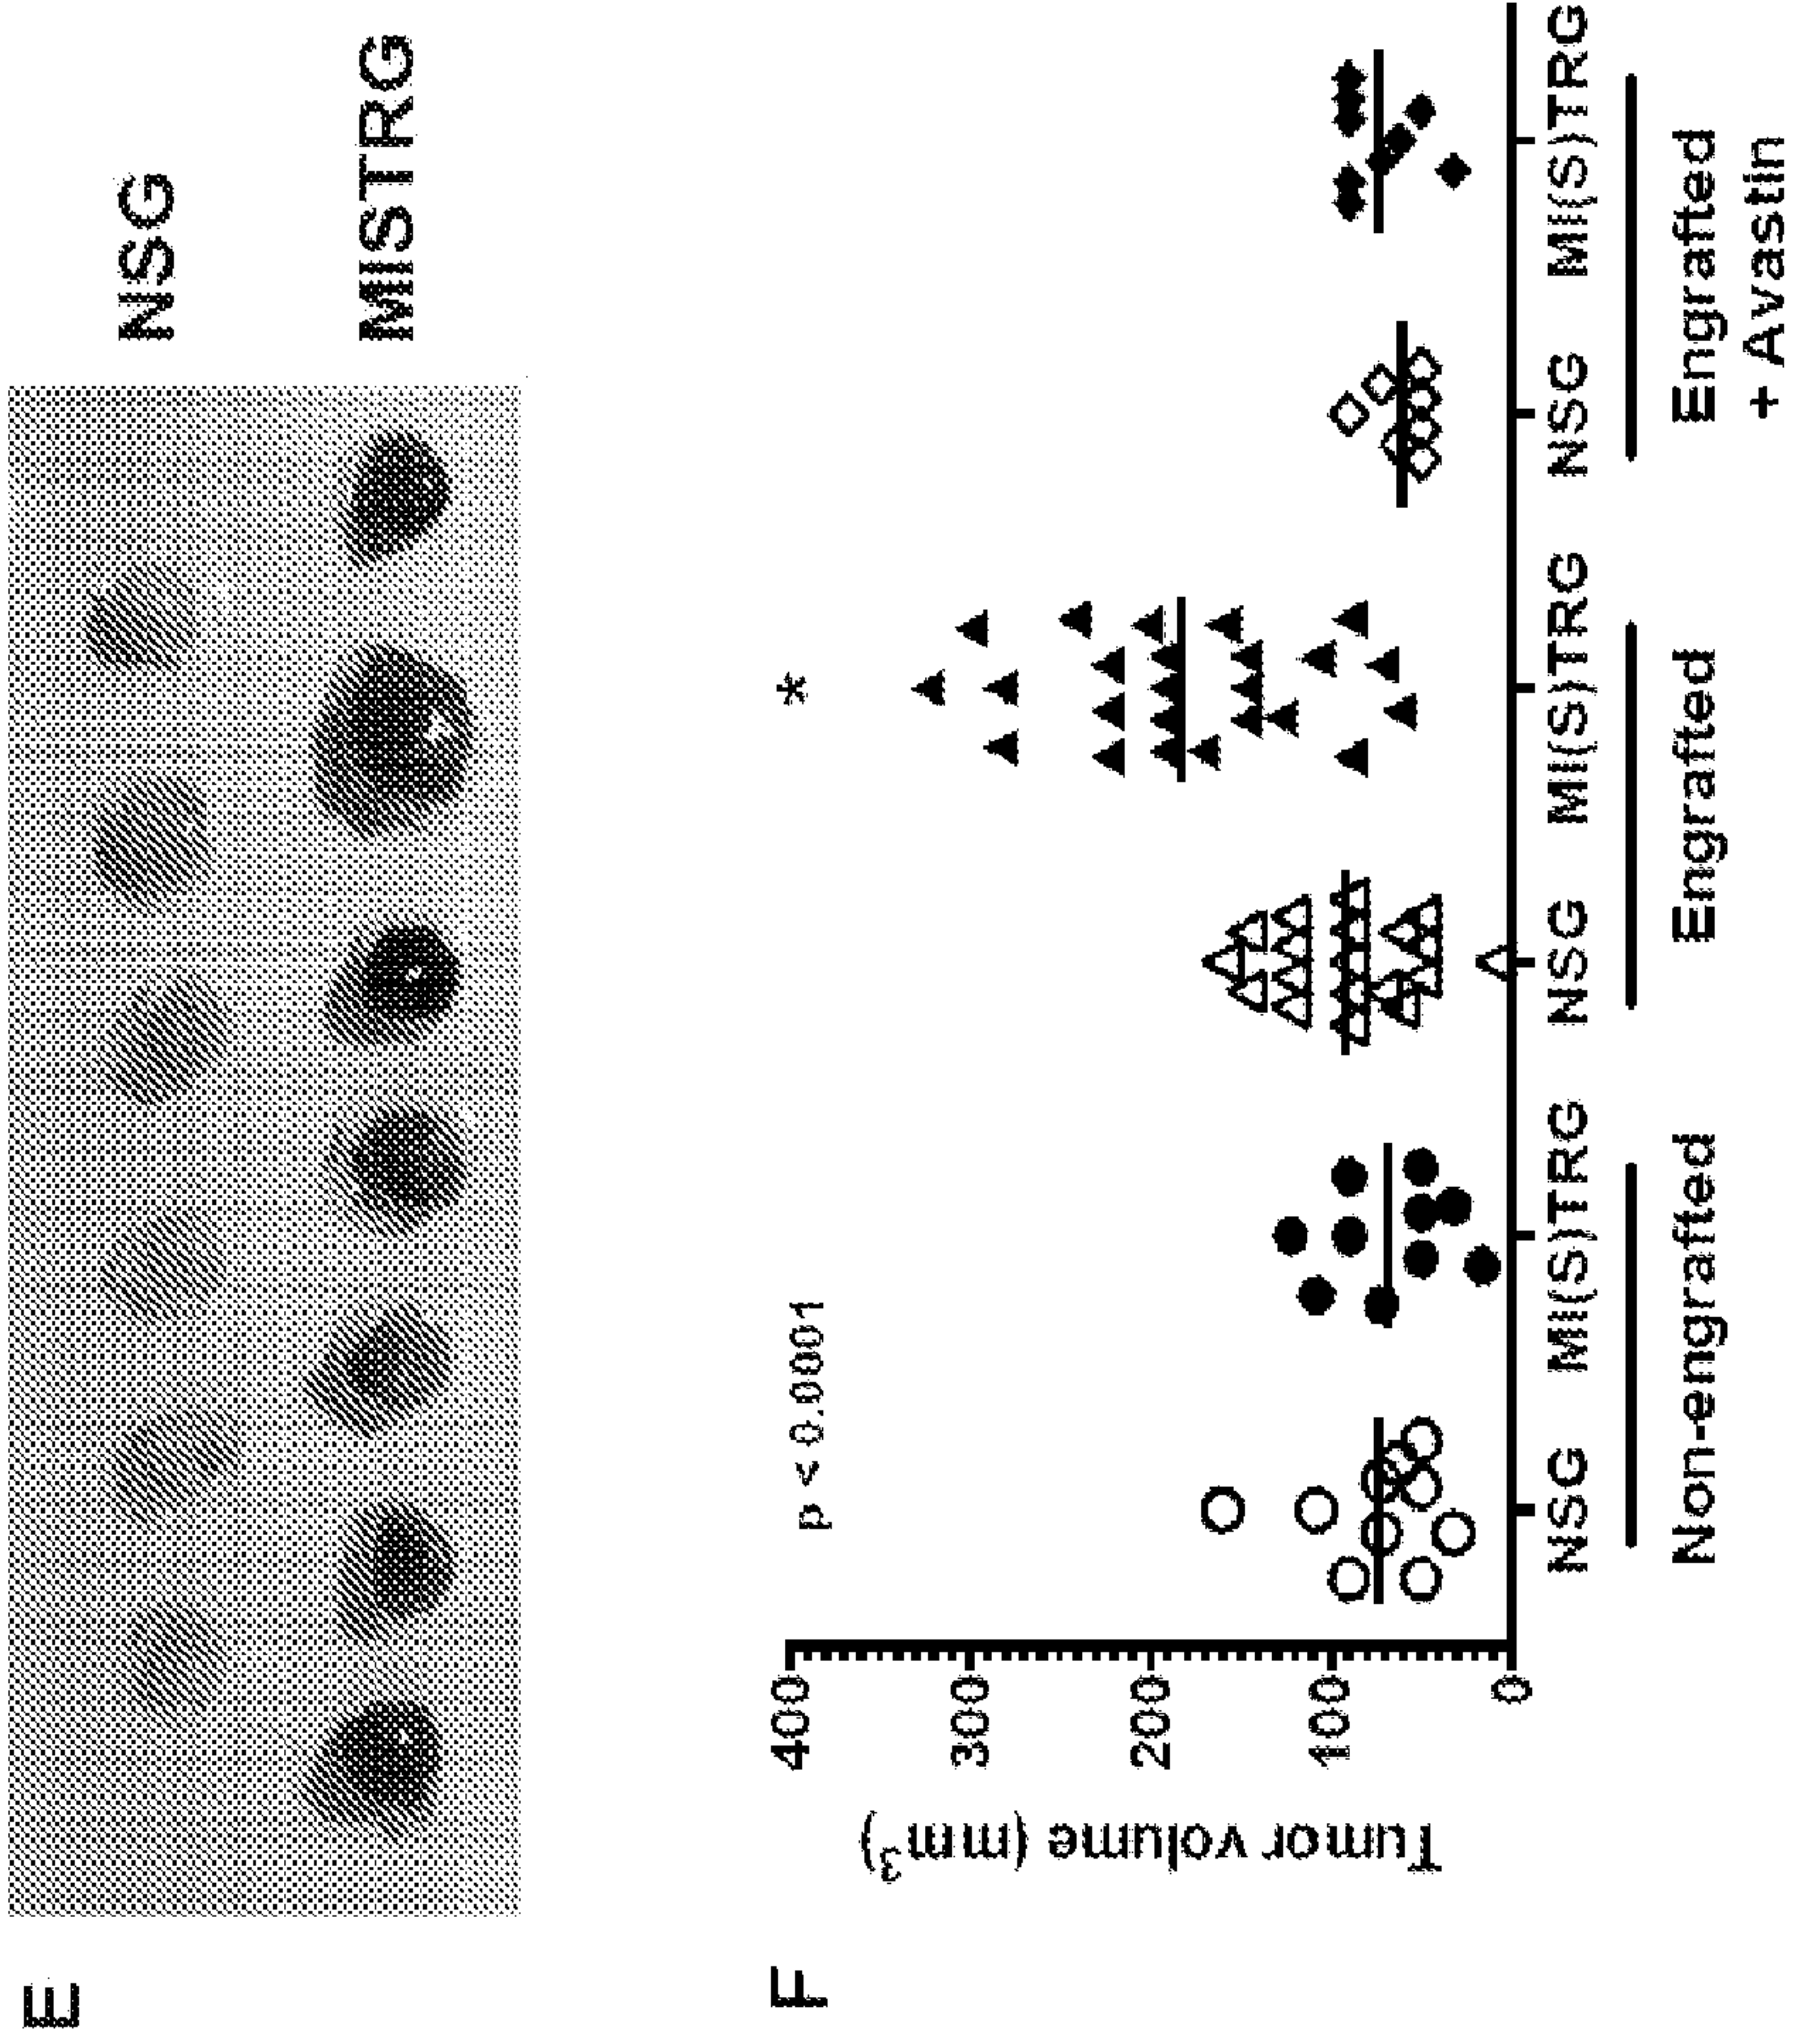 E
NSG
MISTRG
F
Tumor volume (mm³)
400
300
200
100
0
p < 0.0001
*
NSG MI(S)TRG NSG MI(S)TRG NSG MI(S)TRG
Non-engrafted Engrafted Engrafted
+ Avastin